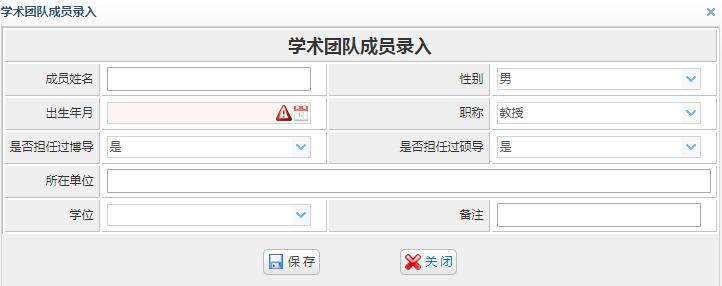 学术团队成员录入
学术团队成员录入
成员姓名 性别 男
出生年月 职称 教授
是否担任过博导 是 是否担任过硕导 是
所在单位
学位 备注
保存 关闭